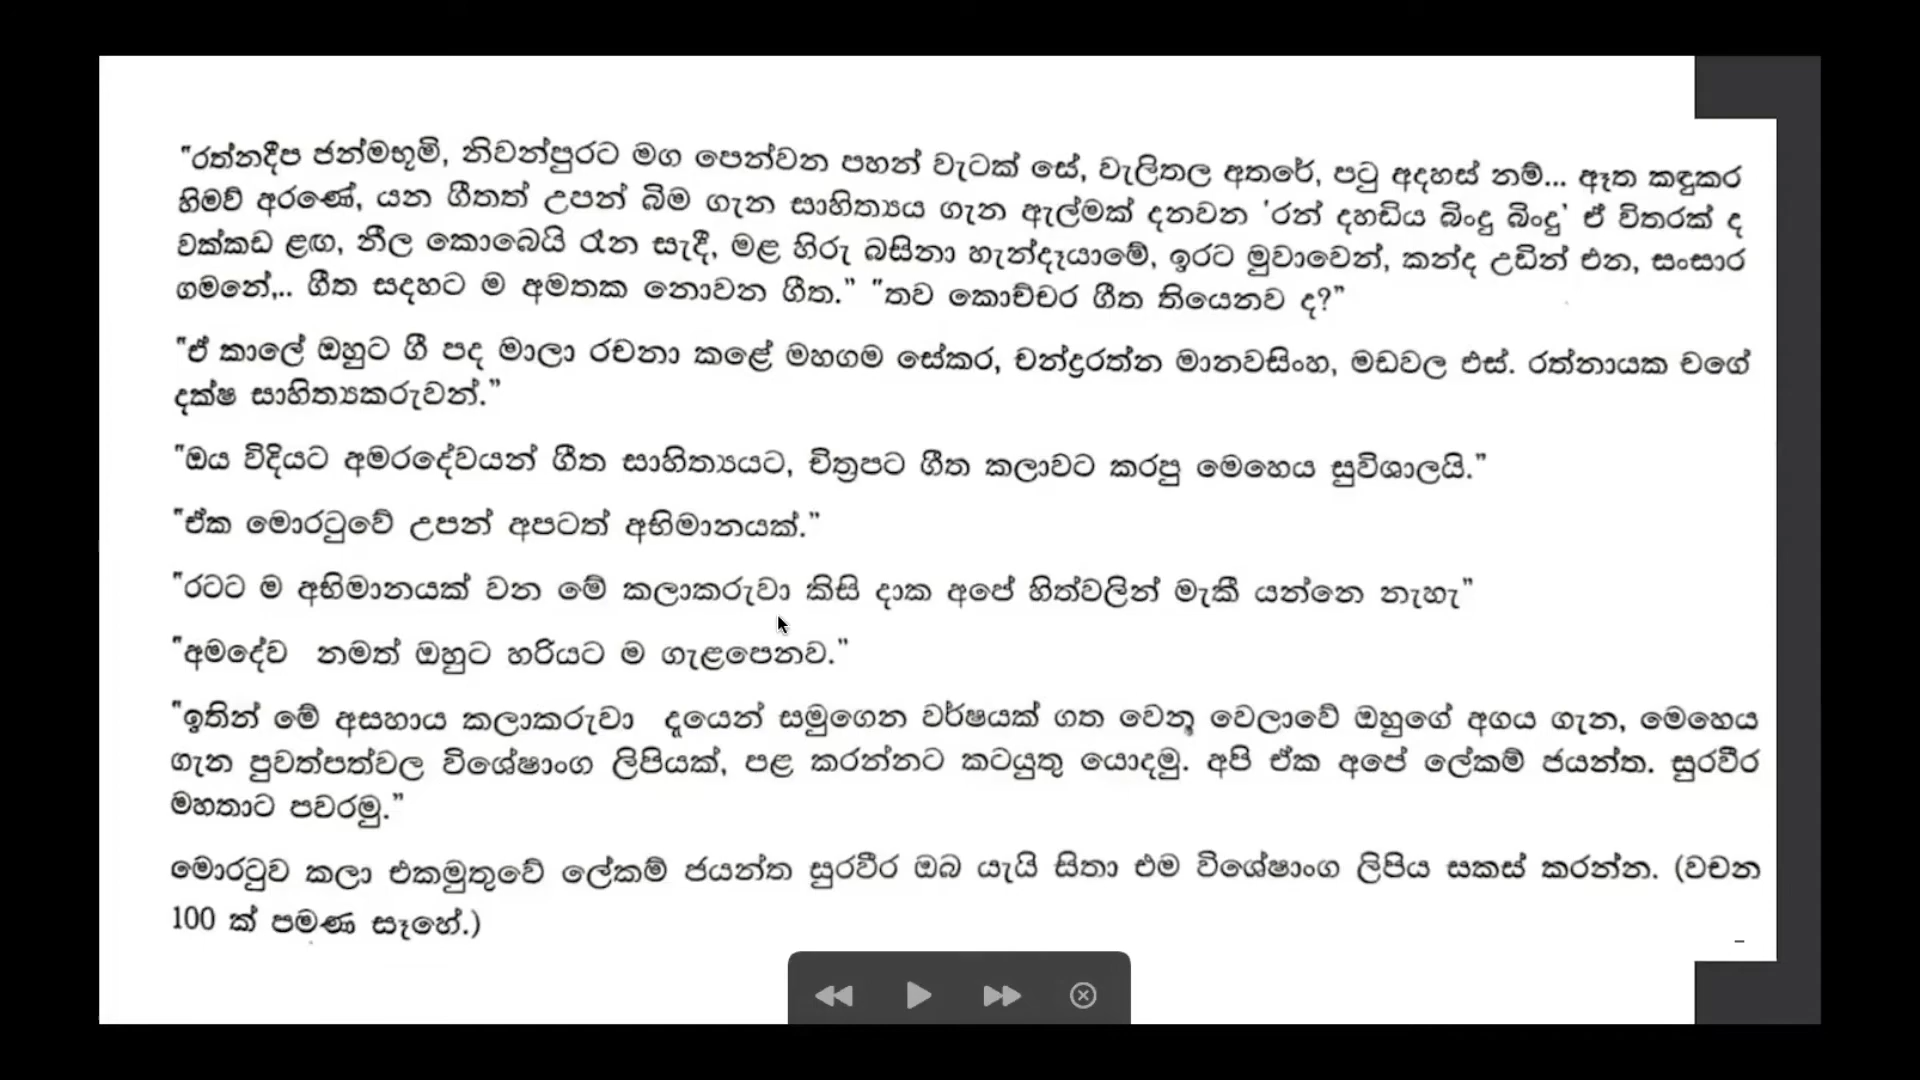 "රත්නදීප ජන්මභූමි, නිවන්පුරට මග පෙන්වන පහන් වැටක් සේ, වැලිතල අතරේ, පටු අදහස් නම්... ඈත කඳුකර
හිමව් අරණේ, යන ගීතත් උපන් බිම ගැන සාහිත්‍යය ගැන ඇල්මක් දනවන 'රන් දහඩිය බිංදු බිංදු' ඒ විතරක් ද
වක්කඩ ළඟ, නීල කොබෙයි රෑන සැදී, මළ හිරු බසිනා හැන්දෑයාමේ, ඉරට මුවාවෙන්, කන්ද උඩින් එන, සංසාර
ගමනේ,.. ගීත සදහට ම අමතක නොවන ගීත.” "තව කොච්චර ගීත තියෙනව ද?”
"ඒ කාලේ ඔහුට ගී පද මාලා රචනා කළේ මහගම සේකර, චන්ද්‍රරත්න මානවසිංහ, මඩවල එස්. රත්නායක වගේ
දක්ෂ සාහිත්‍යකරුවන්.”
"ඔය විදියට අමරදේවයන් ගීත සාහිත්‍යයට, චිත්‍රපට ගීත කලාවට කරපු මෙහෙය සුවිශාලයි.”
"ඒක මොරටුවේ උපන් අපටත් අභිමානයක්.”
"රටට ම අභිමානයක් වන මේ කලාකරුවා කිසි දාක අපේ හිත්වලින් මැකී යන්නෙ නැහැ”
"අමදේව නමත් ඔහුට හරියට ම ගැළපෙනව.”
"ඉතින් මේ අසහාය කලාකරුවා දැයෙන් සමුගෙන වර්ෂයක් ගත වෙනූ වෙලාවේ ඔහුගේ අගය ගැන, මෙහෙය
ගැන පුවත්පත්වල විශේෂාංග ලිපියක්, පළ කරන්නට කටයුතු යොදමු. අපි ඒක අපේ ලේකම් ජයන්ත. සුරවීර
මහතාට පවරමු.”
මොරටුව කලා එකමුතුවේ ලේකම් ජයන්ත සුරවීර ඔබ යැයි සිතා එම විශේෂාංග ලිපිය සකස් කරන්න. (වචන
100 ක් පමණ සෑහේ.)